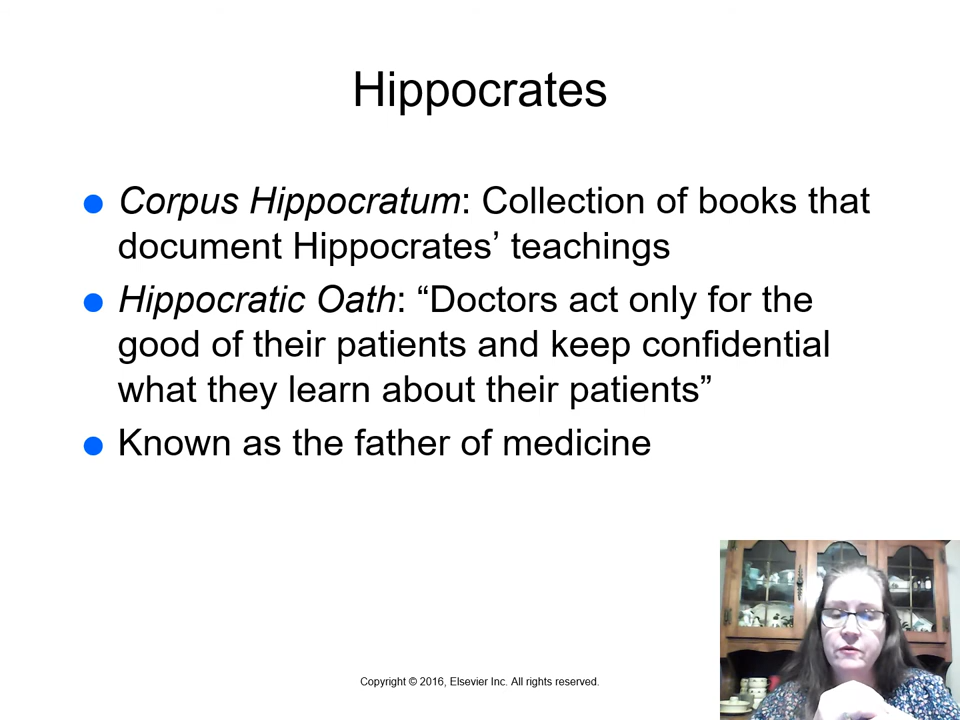 Hippocrates
Corpus Hippocratum: Collection of books that
document Hippocrates’ teachings
Hippocratic Oath: “Doctors act only for the
good of their patients and keep confidential
what they learn about their patients”
Known as the father of medicine
Copyright © 2016, Elsevier Inc. All rights reserved.